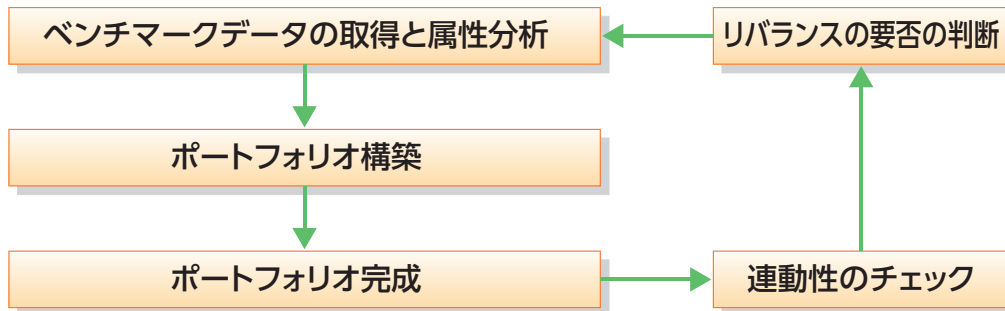 ベンチマークデータの取得と属性分析
リバランスの要否の判断
ポートフォリオ構築
ポートフォリオ完成
連動性のチェック